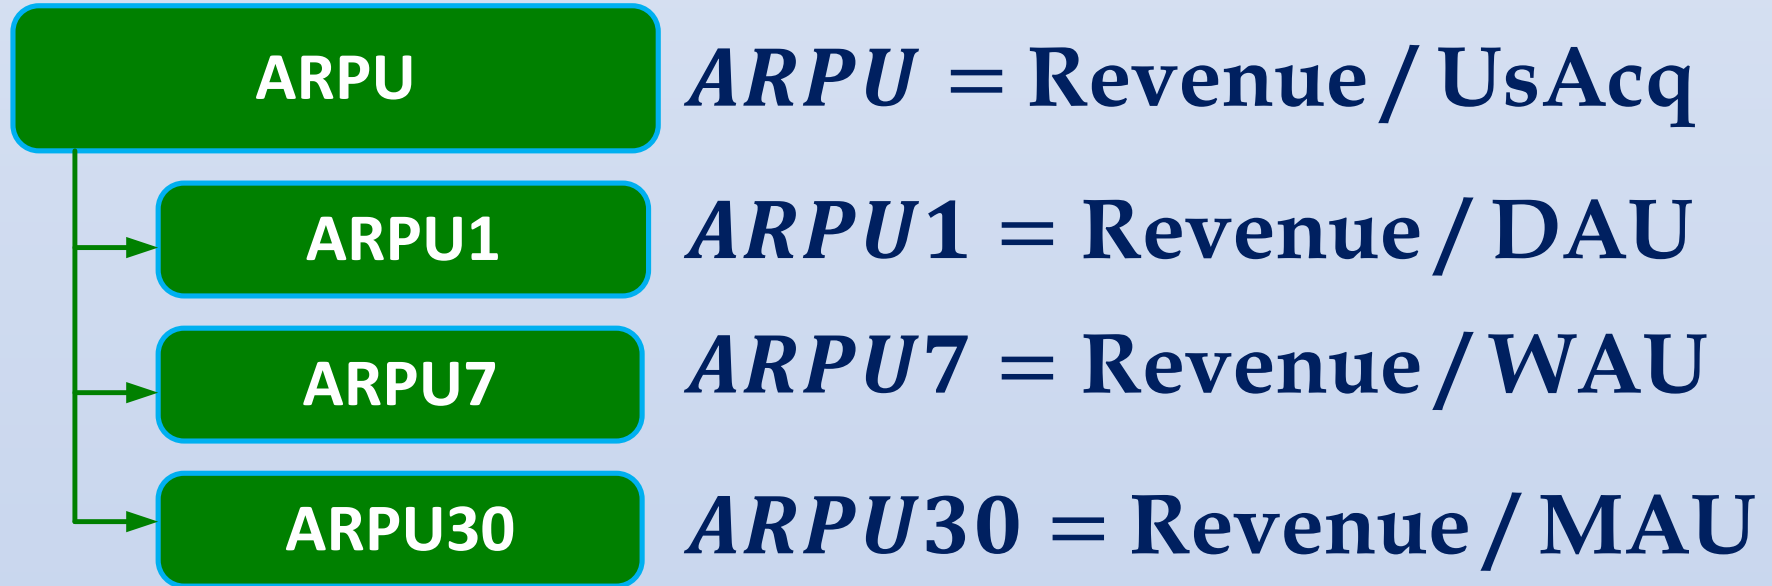 ARPU ARPU = Revenue/UsAcq
ARPU1 ARPU1 = Revenue/DAU
ARPU7 ARPU7 = Revenue/WAU
ARPU30 ARPU30 = Revenue/MAU